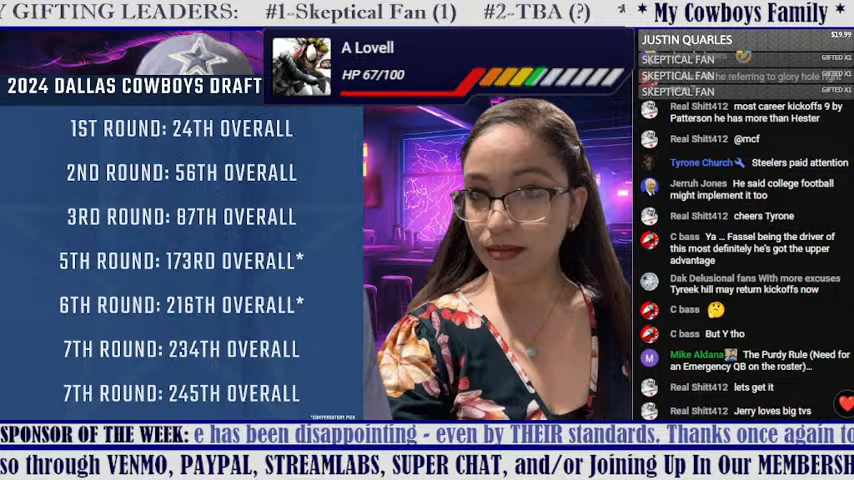 Y GIFTING LEADERS: #1-Skeptical Fan (1) #2-TBA (?) * * My Cowboys Family *
2024 DALLAS COWBOYS DRAFT
1ST ROUND: 24TH OVERALL
2ND ROUND: 56TH OVERALL
3RD ROUND: 87TH OVERALL
5TH ROUND: 173RD OVERALL*
6TH ROUND: 216TH OVERALL*
7TH ROUND: 234TH OVERALL
7TH ROUND: 245TH OVERALL
*COMPENSATORY PICK
A Lovell
HP 67/100
JUSTIN QUARLES $19.99
SKEPTICAL FAN GIFTED X1
SKEPTICAL FAN GIFTED X1
he referring to glory hole right
SKEPTICAL FAN GIFTED X1
Real Shitt412 most career kickoffs 9 by
Patterson he has more than Hester
Real Shitt412 @mcf
Tyrone Church Steelers paid attention
Jerruh Jones He said college football
might implement it too
Real Shitt412 cheers Tyrone
C bass Ya … Fassel being the driver of
this most definitely he's got the upper
advantage
Dak Delusional fans With more excuses
Tyreek hill may return kickoffs now
C bass 🤔
C bass But Y tho
Mike Aldana The Purdy Rule (Need for
an Emergency QB on the roster)…
Real Shitt412 lets get it
Real Shitt412 Jerry loves big tvs
SPONSOR OF THE WEEK: e has been disappointing - even by THEIR standards. Thanks once again to
so through VENMO, PAYPAL, STREAMLABS, SUPER CHAT, and/or Joining Up In Our MEMBERSH